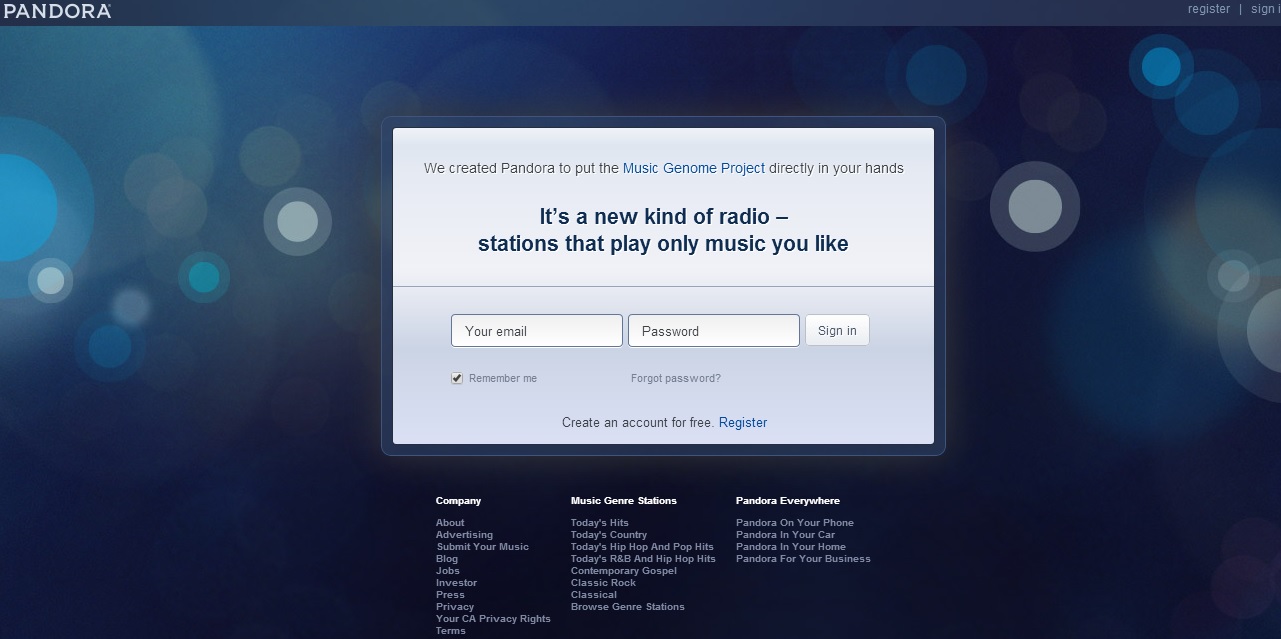 PANDORA®
register | sign i
We created Pandora to put the Music Genome Project directly in your hands
It's a new kind of radio –
stations that play only music you like
Your email Password Sign in
Remember me Forgot password?
Create an account for free. Register
Company
About
Advertising
Submit Your Music
Blog
Jobs
Investor
Press
Privacy
Your CA Privacy Rights
Terms
Music Genre Stations
Today's Hits
Today's Country
Today's Hip Hop And Pop Hits
Today's R&B And Hip Hop Hits
Contemporary Gospel
Classic Rock
Classical
Browse Genre Stations
Pandora Everywhere
Pandora On Your Phone
Pandora In Your Car
Pandora In Your Home
Pandora For Your Business